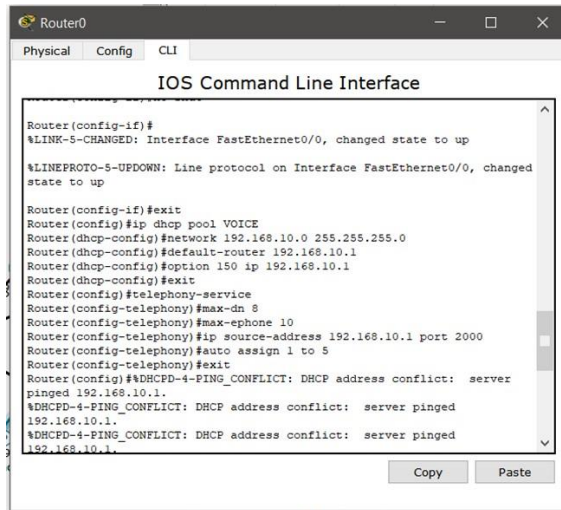 Router0
Physical Config CLI
IOS Command Line Interface
Router(config-if)#
%LINK-5-CHANGED: Interface FastEthernet0/0, changed state to up
%LINEPROTO-5-UPDOWN: Line protocol on Interface FastEthernet0/0, changed
state to up
Router(config-if)#exit
Router(config)#ip dhcp pool VOICE
Router(dhcp-config)#network 192.168.10.0 255.255.255.0
Router(dhcp-config)#default-router 192.168.10.1
Router(dhcp-config)#option 150 ip 192.168.10.1
Router(dhcp-config)#exit
Router(config)#telephony-service
Router(config-telephony)#max-dn 8
Router(config-telephony)#max-ephone 10
Router(config-telephony)#ip source-address 192.168.10.1 port 2000
Router(config-telephony)#auto assign 1 to 5
Router(config-telephony)#exit
Router(config)#%DHCPD-4-PING_CONFLICT: DHCP address conflict: server
pinged 192.168.10.1.
%DHCPD-4-PING_CONFLICT: DHCP address conflict: server pinged
192.168.10.1.
%DHCPD-4-PING_CONFLICT: DHCP address conflict: server pinged
192.168.10.1.
Copy Paste